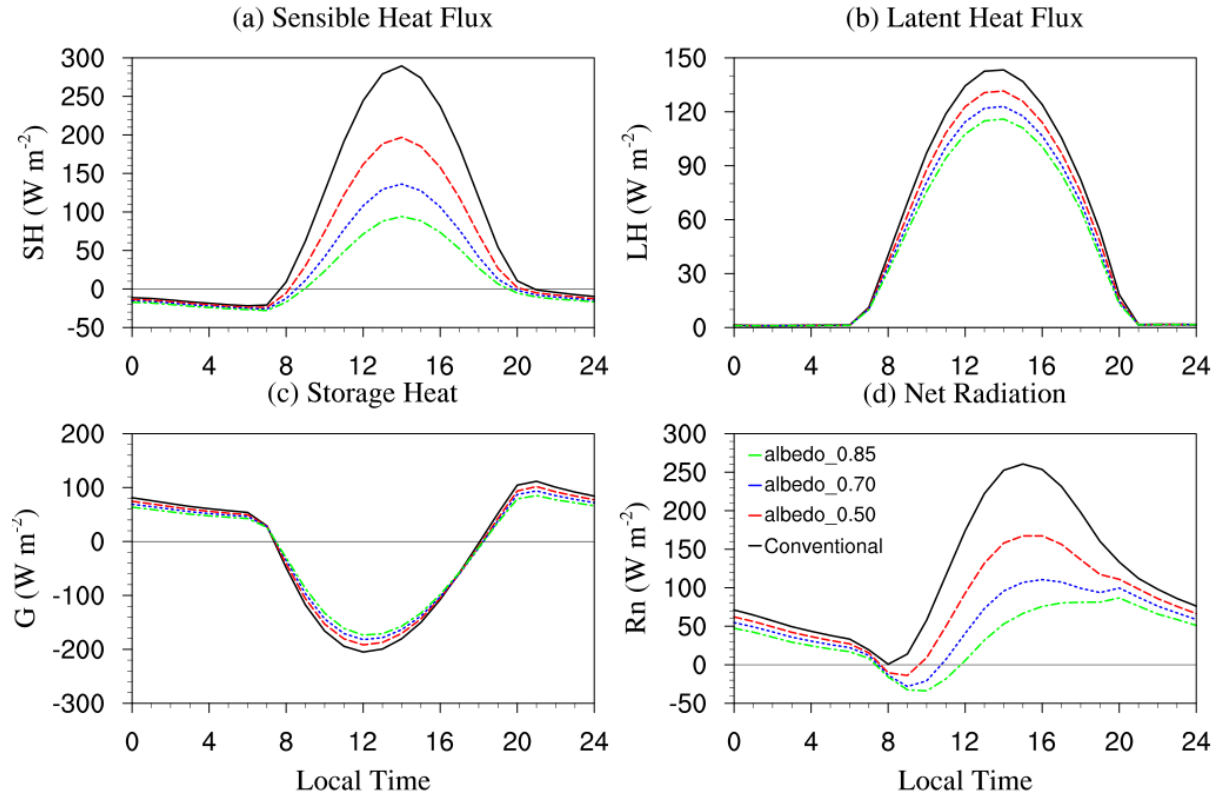 (a) Sensible Heat Flux
SH (W m⁻²)
300
250
200
150
100
50
0
-50
0 4 8 12 16 20 24
(b) Latent Heat Flux
LH (W m⁻²)
150
120
90
60
30
0
0 4 8 12 16 20 24
(c) Storage Heat
G (W m⁻²)
200
100
0
-100
-200
-300
0 4 8 12 16 20 24
Local Time
(d) Net Radiation
Rn (W m⁻²)
300
250
200
150
100
50
0
-50
albedo_0.85
albedo_0.70
albedo_0.50
Conventional
0 4 8 12 16 20 24
Local Time